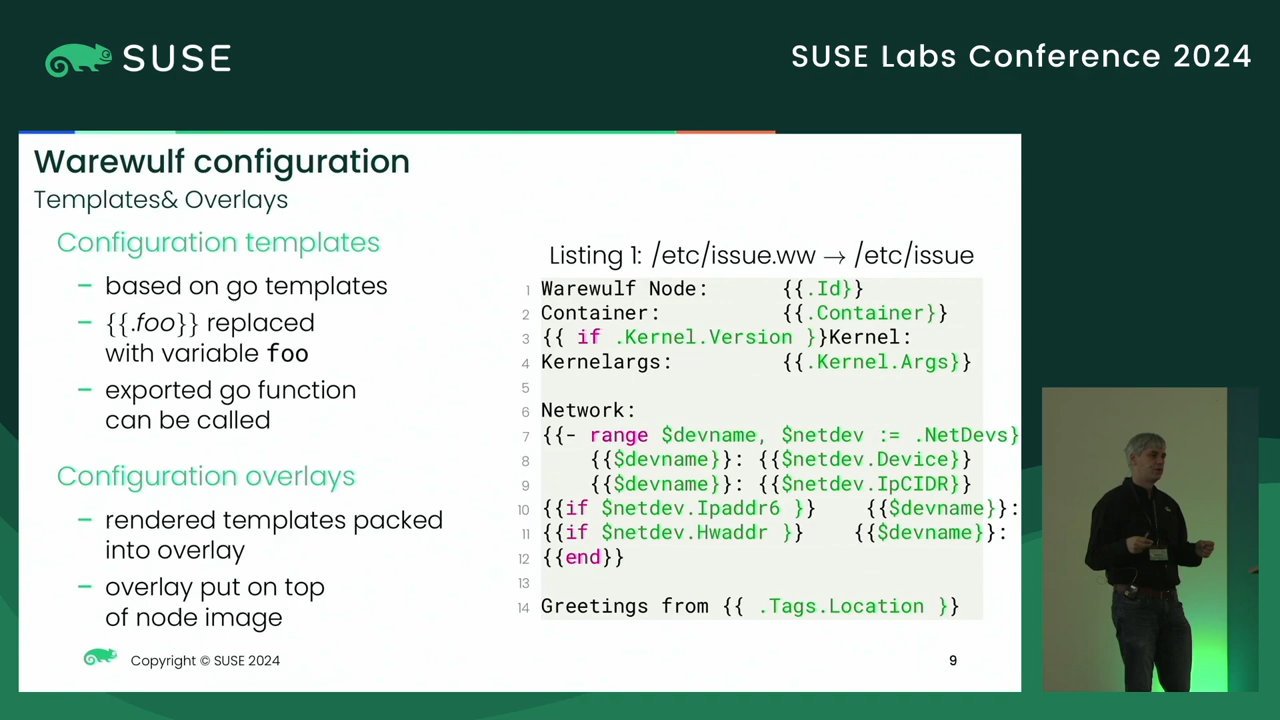 SUSE
SUSE Labs Conference 2024
Warewulf configuration
Templates& Overlays
Configuration templates
– based on go templates
– {{.foo}} replaced
with variable foo
– exported go function
can be called
Configuration overlays
– rendered templates packed
into overlay
– overlay put on top
of node image
Listing 1: /etc/issue.ww → /etc/issue
1 Warewulf Node:      {{.Id}}
2 Container:          {{.Container}}
3 {{ if .Kernel.Version }}Kernel:
4 Kernelargs:         {{.Kernel.Args}}
5
6 Network:
7 {{- range $devname, $netdev := .NetDevs}
8     {{$devname}}: {{$netdev.Device}}
9     {{$devname}}: {{$netdev.IpCIDR}}
10 {{if $netdev.Ipaddr6 }}    {{$devname}}:
11 {{if $netdev.Hwaddr }}    {{$devname}}:
12 {{end}}
13
14 Greetings from {{ .Tags.Location }}
Copyright © SUSE 2024
9